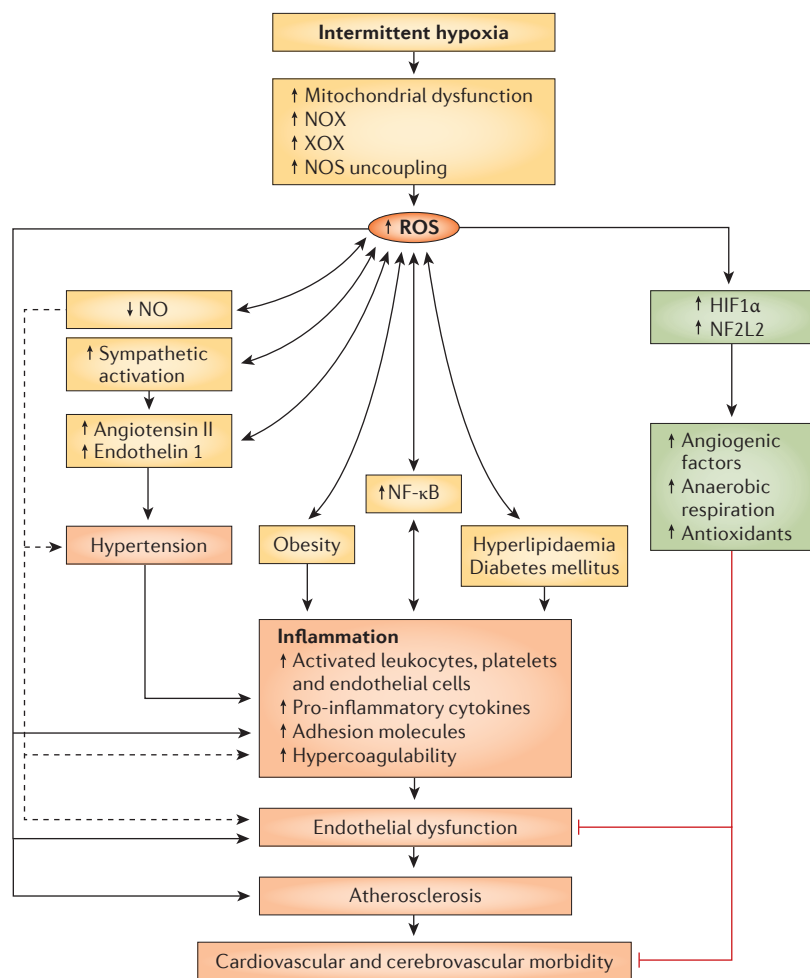 Intermittent hypoxia
↑ Mitochondrial dysfunction
↑ NOX
↑ XOX
↑ NOS uncoupling
↑ ROS
↓ NO
↑ Sympathetic
activation
↑ Angiotensin II
↑ Endothelin 1
Hypertension
Obesity
↑ NF-κB
Hyperlipidaemia
Diabetes mellitus
↑ HIF1α
↑ NF2L2
↑ Angiogenic
factors
↑ Anaerobic
respiration
↑ Antioxidants
Inflammation
↑ Activated leukocytes, platelets
and endothelial cells
↑ Pro-inflammatory cytokines
↑ Adhesion molecules
↑ Hypercoagulability
Endothelial dysfunction
Atherosclerosis
Cardiovascular and cerebrovascular morbidity